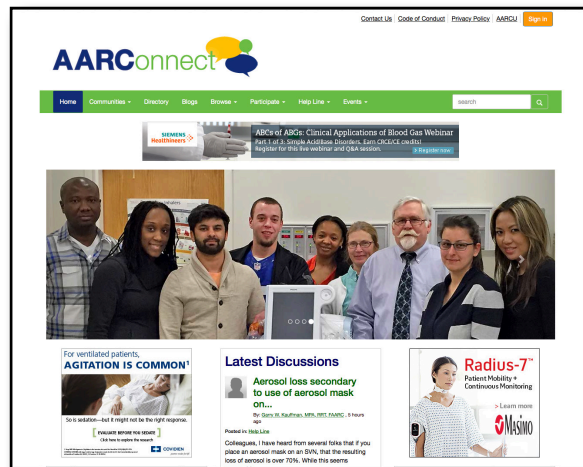 Contact Us Code of Conduct Privacy Policy AARCU Sign In
AARConnect
Home Communities Directory Blogs Browse Participate Help Line Events search
SIEMENS
Healthineers
ABCs of ABGs: Clinical Applications of Blood Gas Webinar
Part 1 of 3: Simple Acid/Base Disorders. Earn CRCE/CE credits!
Register for this live webinar and Q&A session.
> Register now
For ventilated patients,
AGITATION IS COMMON¹
So is sedation—but it might not be the right response.
[ EVALUATE BEFORE YOU SEDATE ]
Click here to explore the research
COVIDIEN
Latest Discussions
Aerosol loss secondary
to use of aerosol mask
on...
By: Garry W. Kauffman, MPA, RRT, FAARC , 5 hours
ago
Posted in: Help Line
Colleagues, I have heard from several folks that if you
place an aerosol mask on an SVN, that the resulting
loss of aerosol is over 70%. While this seems
Radius-7™
Patient Mobility +
Continuous Monitoring
> Learn more
Masimo